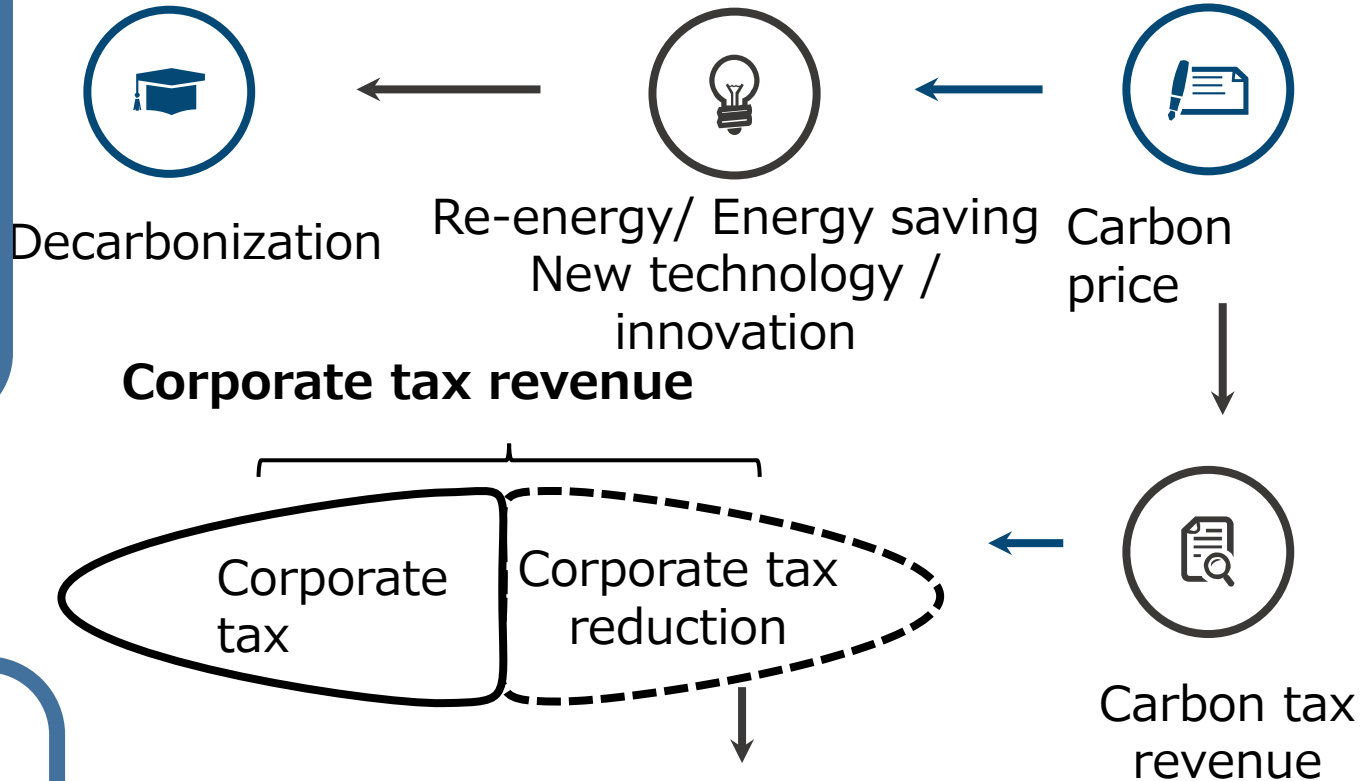 Decarbonization
Re-energy/ Energy saving
New technology /
innovation
Carbon
price
Corporate tax revenue
Corporate
tax
Corporate tax
reduction
Carbon tax
revenue